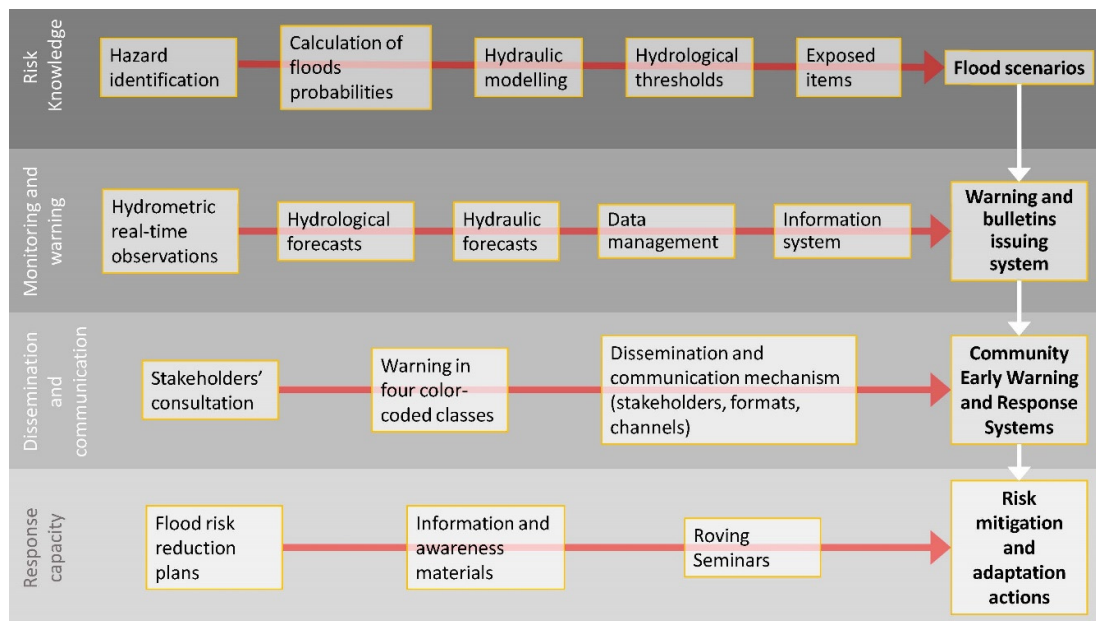 Risk
Knowledge
Hazard
identification
Calculation of
floods
probabilities
Hydraulic
modelling
Hydrological
thresholds
Exposed
items
Flood scenarios
Monitoring and
warning
Hydrometric
real-time
observations
Hydrological
forecasts
Hydraulic
forecasts
Data
management
Information
system
Warning and
bulletins
issuing
system
Dissemination
and
communication
Stakeholders’
consultation
Warning in
four color-
coded classes
Dissemination and
communication mechanism
(stakeholders, formats,
channels)
Community
Early Warning
and Response
Systems
Response
capacity
Flood risk
reduction
plans
Information and
awareness
materials
Roving
Seminars
Risk
mitigation
and
adaptation
actions